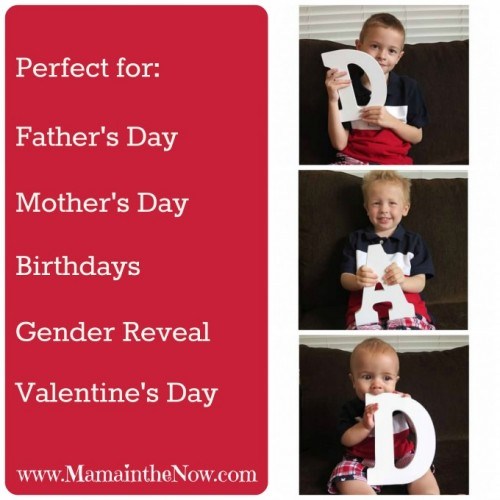 Perfect for:
Father's Day
Mother's Day
Birthdays
Gender Reveal
Valentine's Day
www.MamaintheNow.com
D
A
D